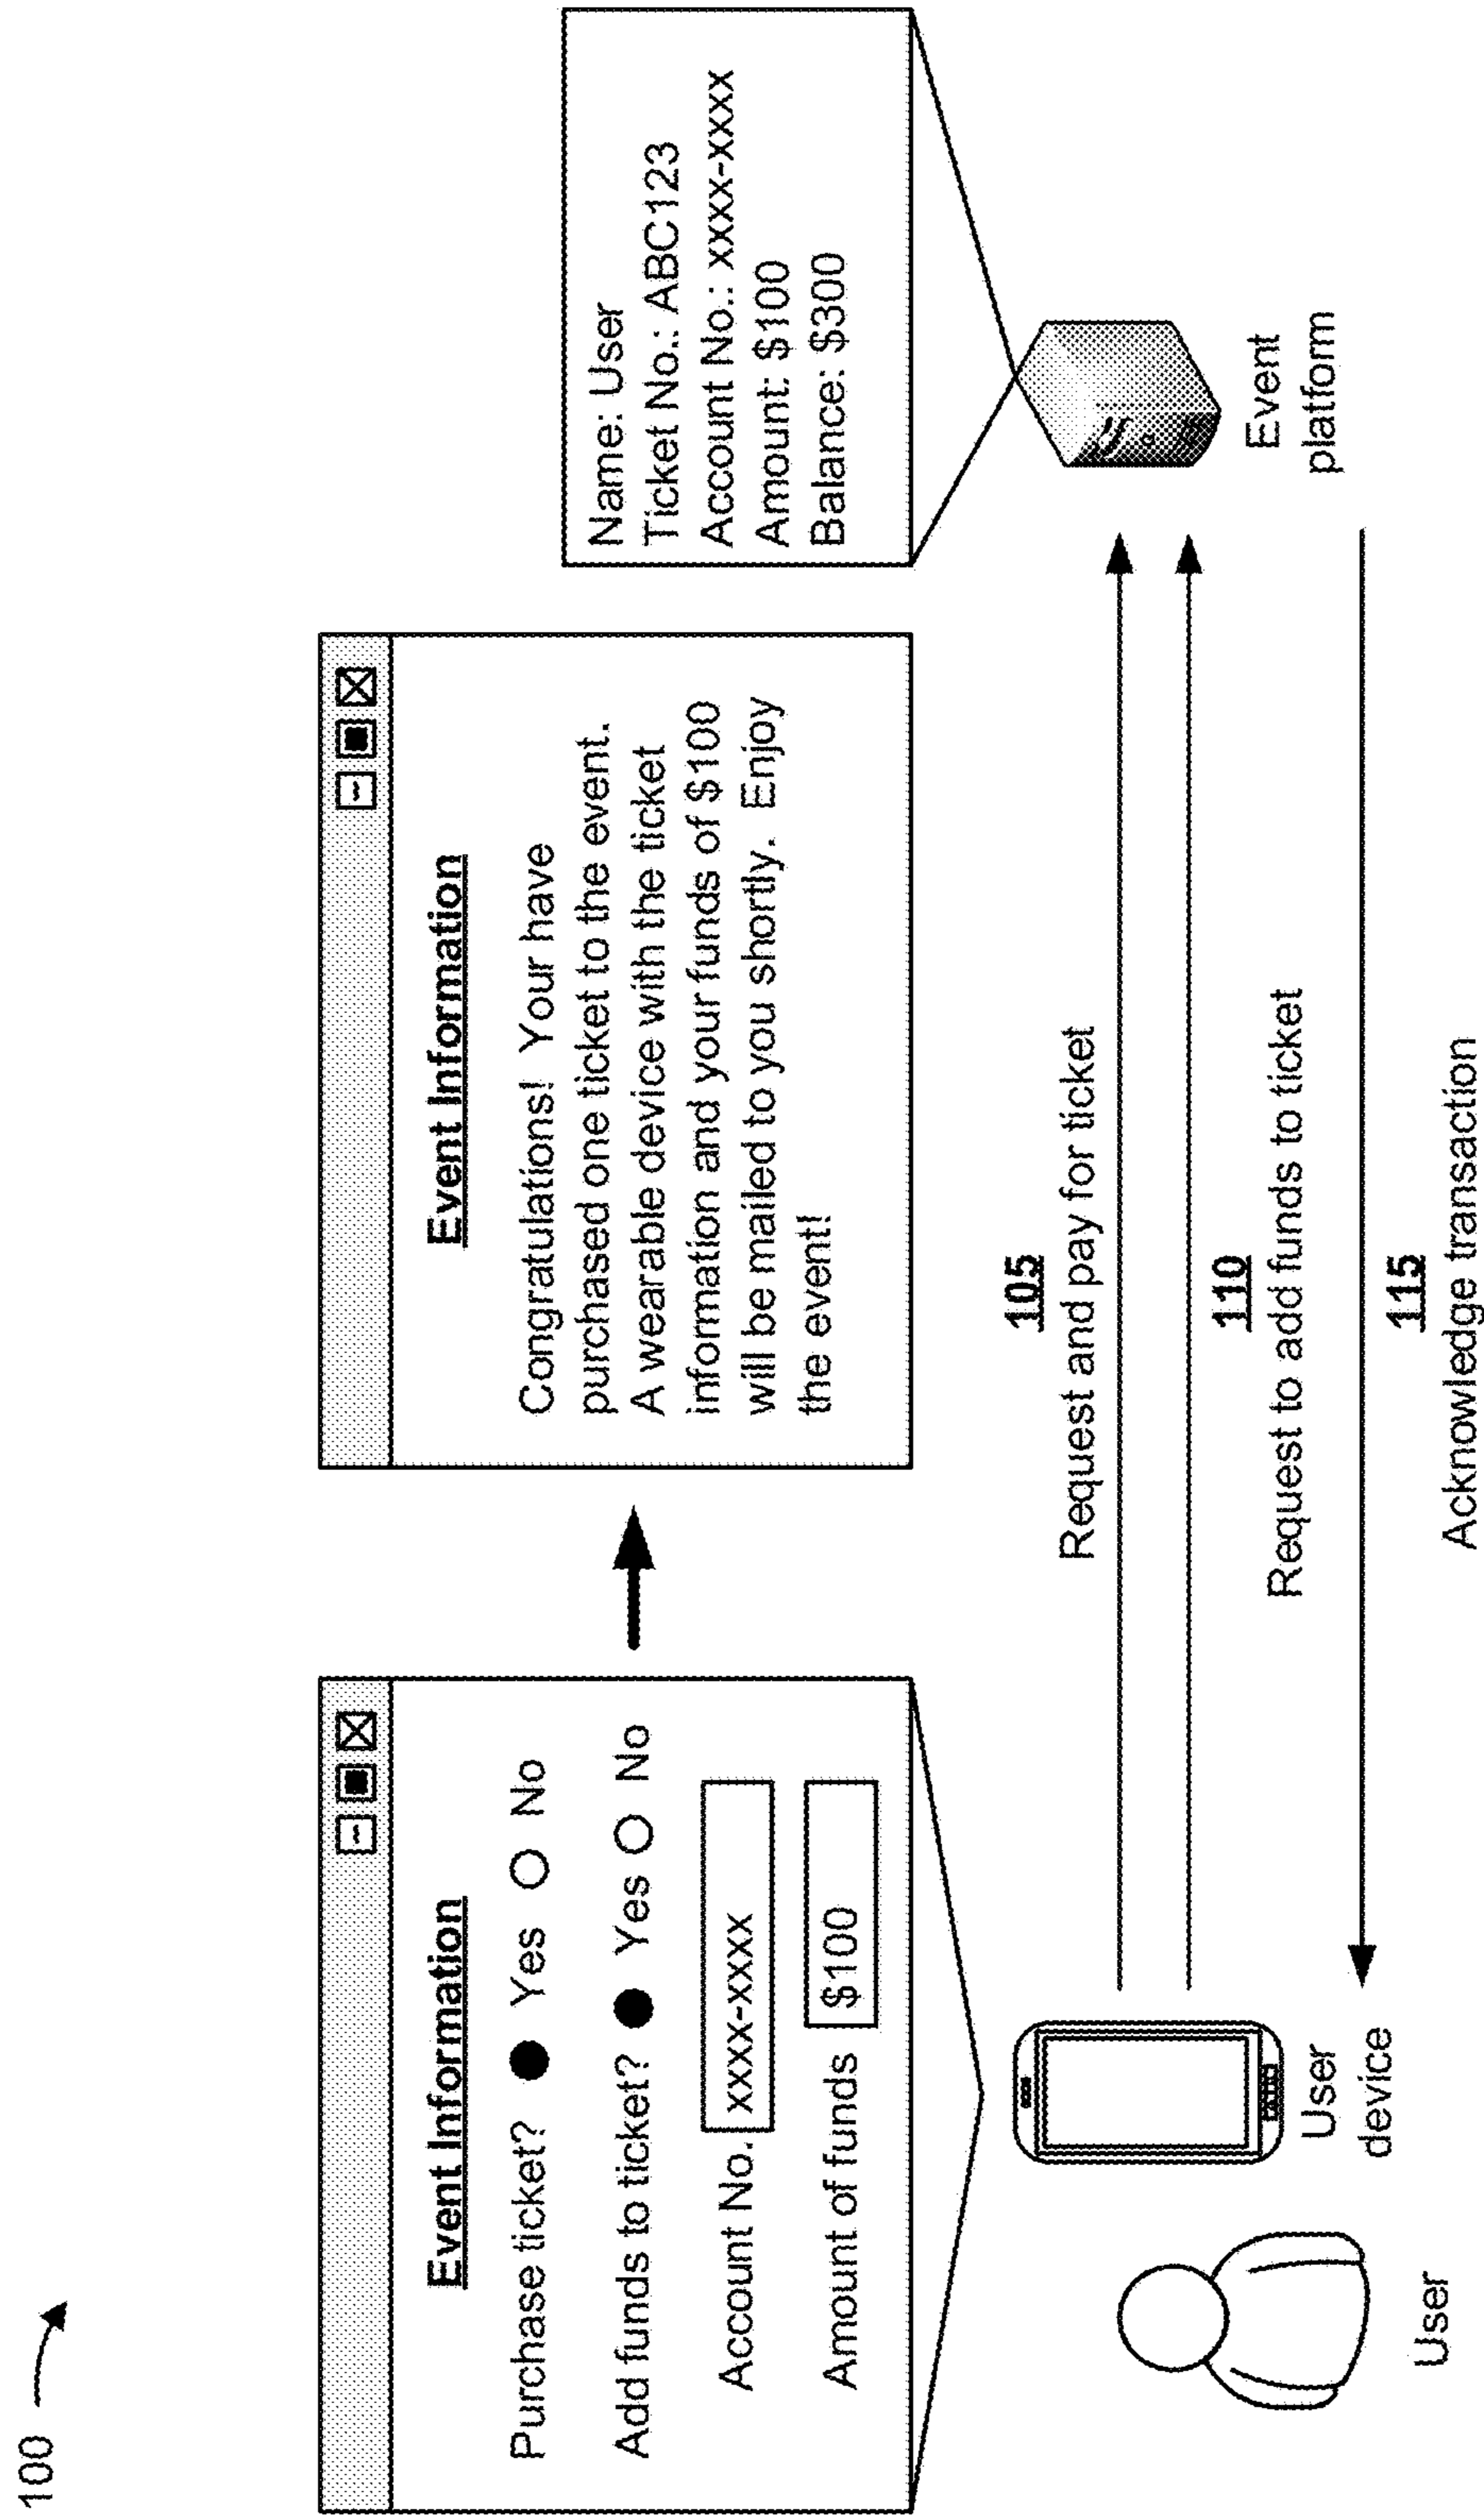 100
Event Information
Purchase ticket? Yes No
Add funds to ticket? Yes No
Account No. xxxx-xxxx
Amount of funds $100
Event Information
Congratulations! Your have
purchased one ticket to the event.
A wearable device with the ticket
information and your funds of $100
will be mailed to you shortly. Enjoy
the event!
Name: User
Ticket No.: ABC123
Account No.: xxxx-xxxx
Amount: $100
Balance: $300
105
Request and pay for ticket
110
Request to add funds to ticket
115
Acknowledge transaction
User
User
device
Event
platform